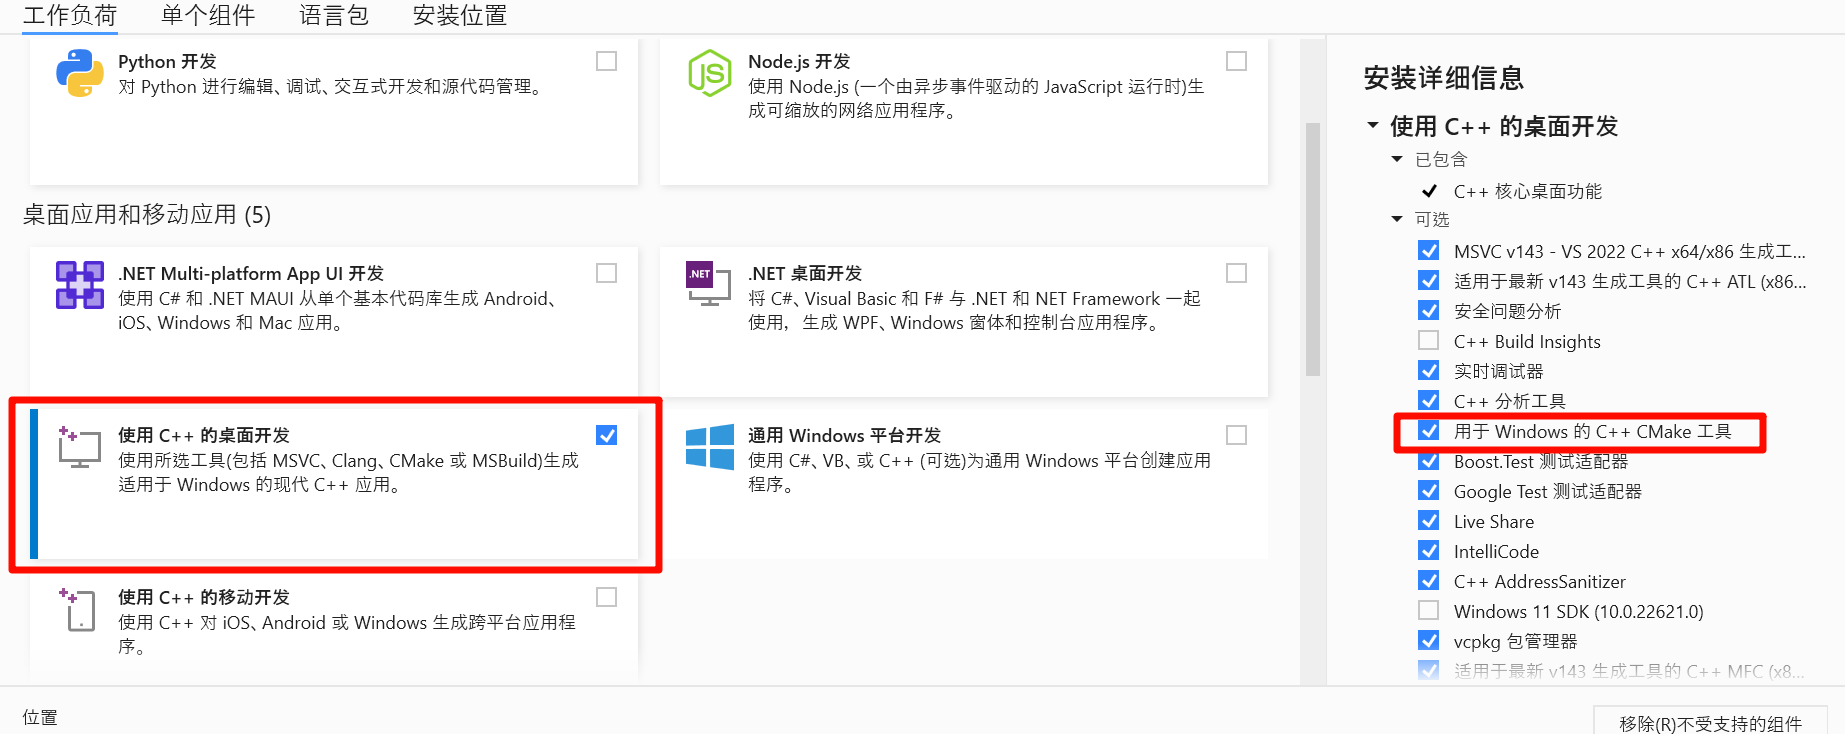 工作负荷 单个组件 语言包 安装位置
Python 开发
对 Python 进行编辑、调试、交互式开发和源代码管理。
Node.js 开发
使用 Node.js (一个由异步事件驱动的 JavaScript 运行时)生
成可缩放的网络应用程序。
桌面应用和移动应用 (5)
.NET Multi-platform App UI 开发
使用 C# 和 .NET MAUI 从单个基本代码库生成 Android、
iOS、Windows 和 Mac 应用。
.NET
.NET 桌面开发
将 C#、Visual Basic 和 F# 与 .NET 和 .NET Framework 一起
使用，生成 WPF、Windows 窗体和控制台应用程序。
使用 C++ 的桌面开发
使用所选工具(包括 MSVC、Clang、CMake 或 MSBuild)生成
适用于 Windows 的现代 C++ 应用。
通用 Windows 平台开发
使用 C#、VB、或 C++ (可选)为通用 Windows 平台创建应用
程序。
使用 C++ 的移动开发
使用 C++ 对 iOS、Android 或 Windows 生成跨平台应用程
序。
位置
安装详细信息
使用 C++ 的桌面开发
已包含
C++ 核心桌面功能
可选
MSVC v143 - VS 2022 C++ x64/x86 生成工...
适用于最新 v143 生成工具的 C++ ATL (x86...
安全问题分析
C++ Build Insights
实时调试器
C++ 分析工具
用于 Windows 的 C++ CMake 工具
Boost.Test 测试适配器
Google Test 测试适配器
Live Share
IntelliCode
C++ AddressSanitizer
Windows 11 SDK (10.0.22621.0)
vcpkg 包管理器
适用于最新 v143 生成工具的 C++ MFC (x8...
移除(R)不受支持的组件